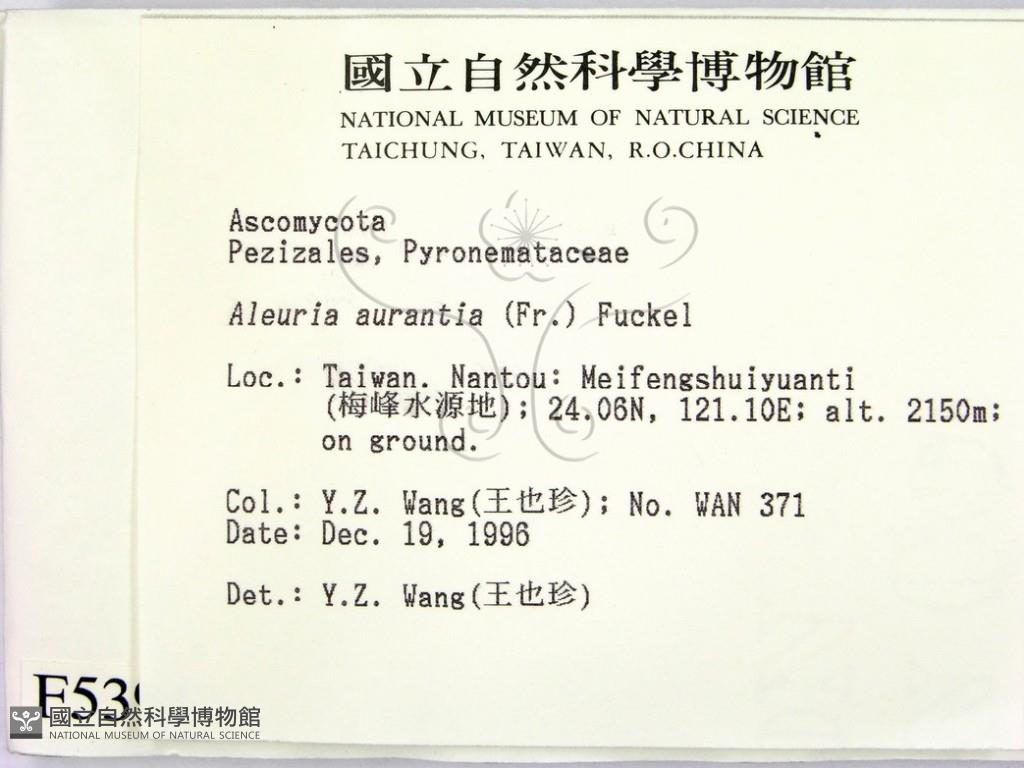 國立自然科學博物館
NATIONAL MUSEUM OF NATURAL SCIENCE
TAICHUNG, TAIWAN, R.O.CHINA
Ascomycota
Pezizales, Pyronemataceae
Aleuria aurantia (Fr.) Fuckel
Loc.: Taiwan. Nantou: Meifengshuiyuanti
(梅峰水源地); 24.06N, 121.10E; alt. 2150m;
on ground.
Col.: Y.Z. Wang(王也珍); No. WAN 371
Date: Dec. 19, 1996
Det.: Y.Z. Wang(王也珍)
國立自然科學博物館
NATIONAL MUSEUM OF NATURAL SCIENCE